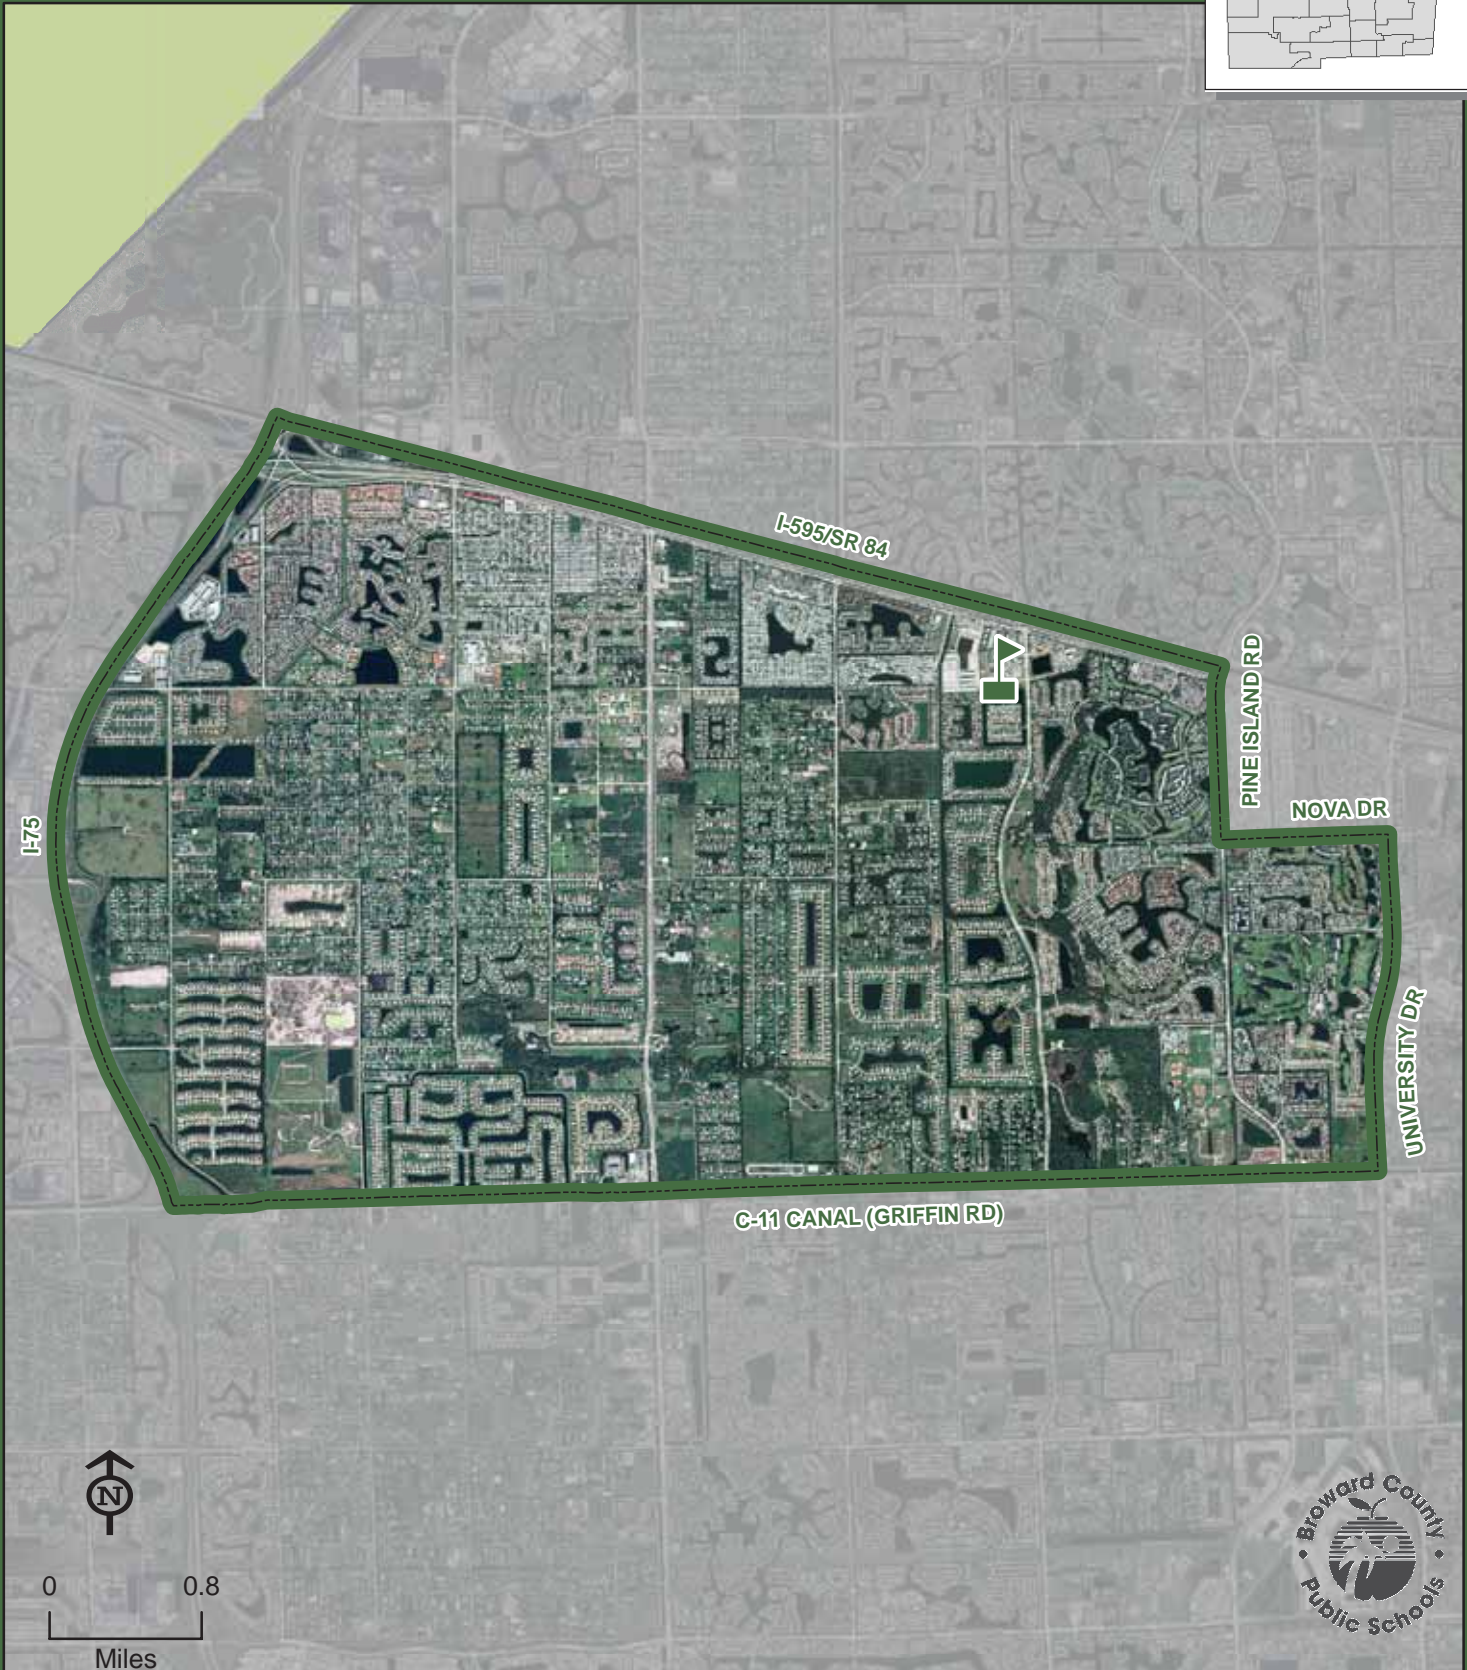 I-595/SR 84
PINE ISLAND RD
NOVA DR
I-75
UNIVERSITY DR
C-11 CANAL (GRIFFIN RD)
N
0 0.8
Miles
Broward County
Public Schools